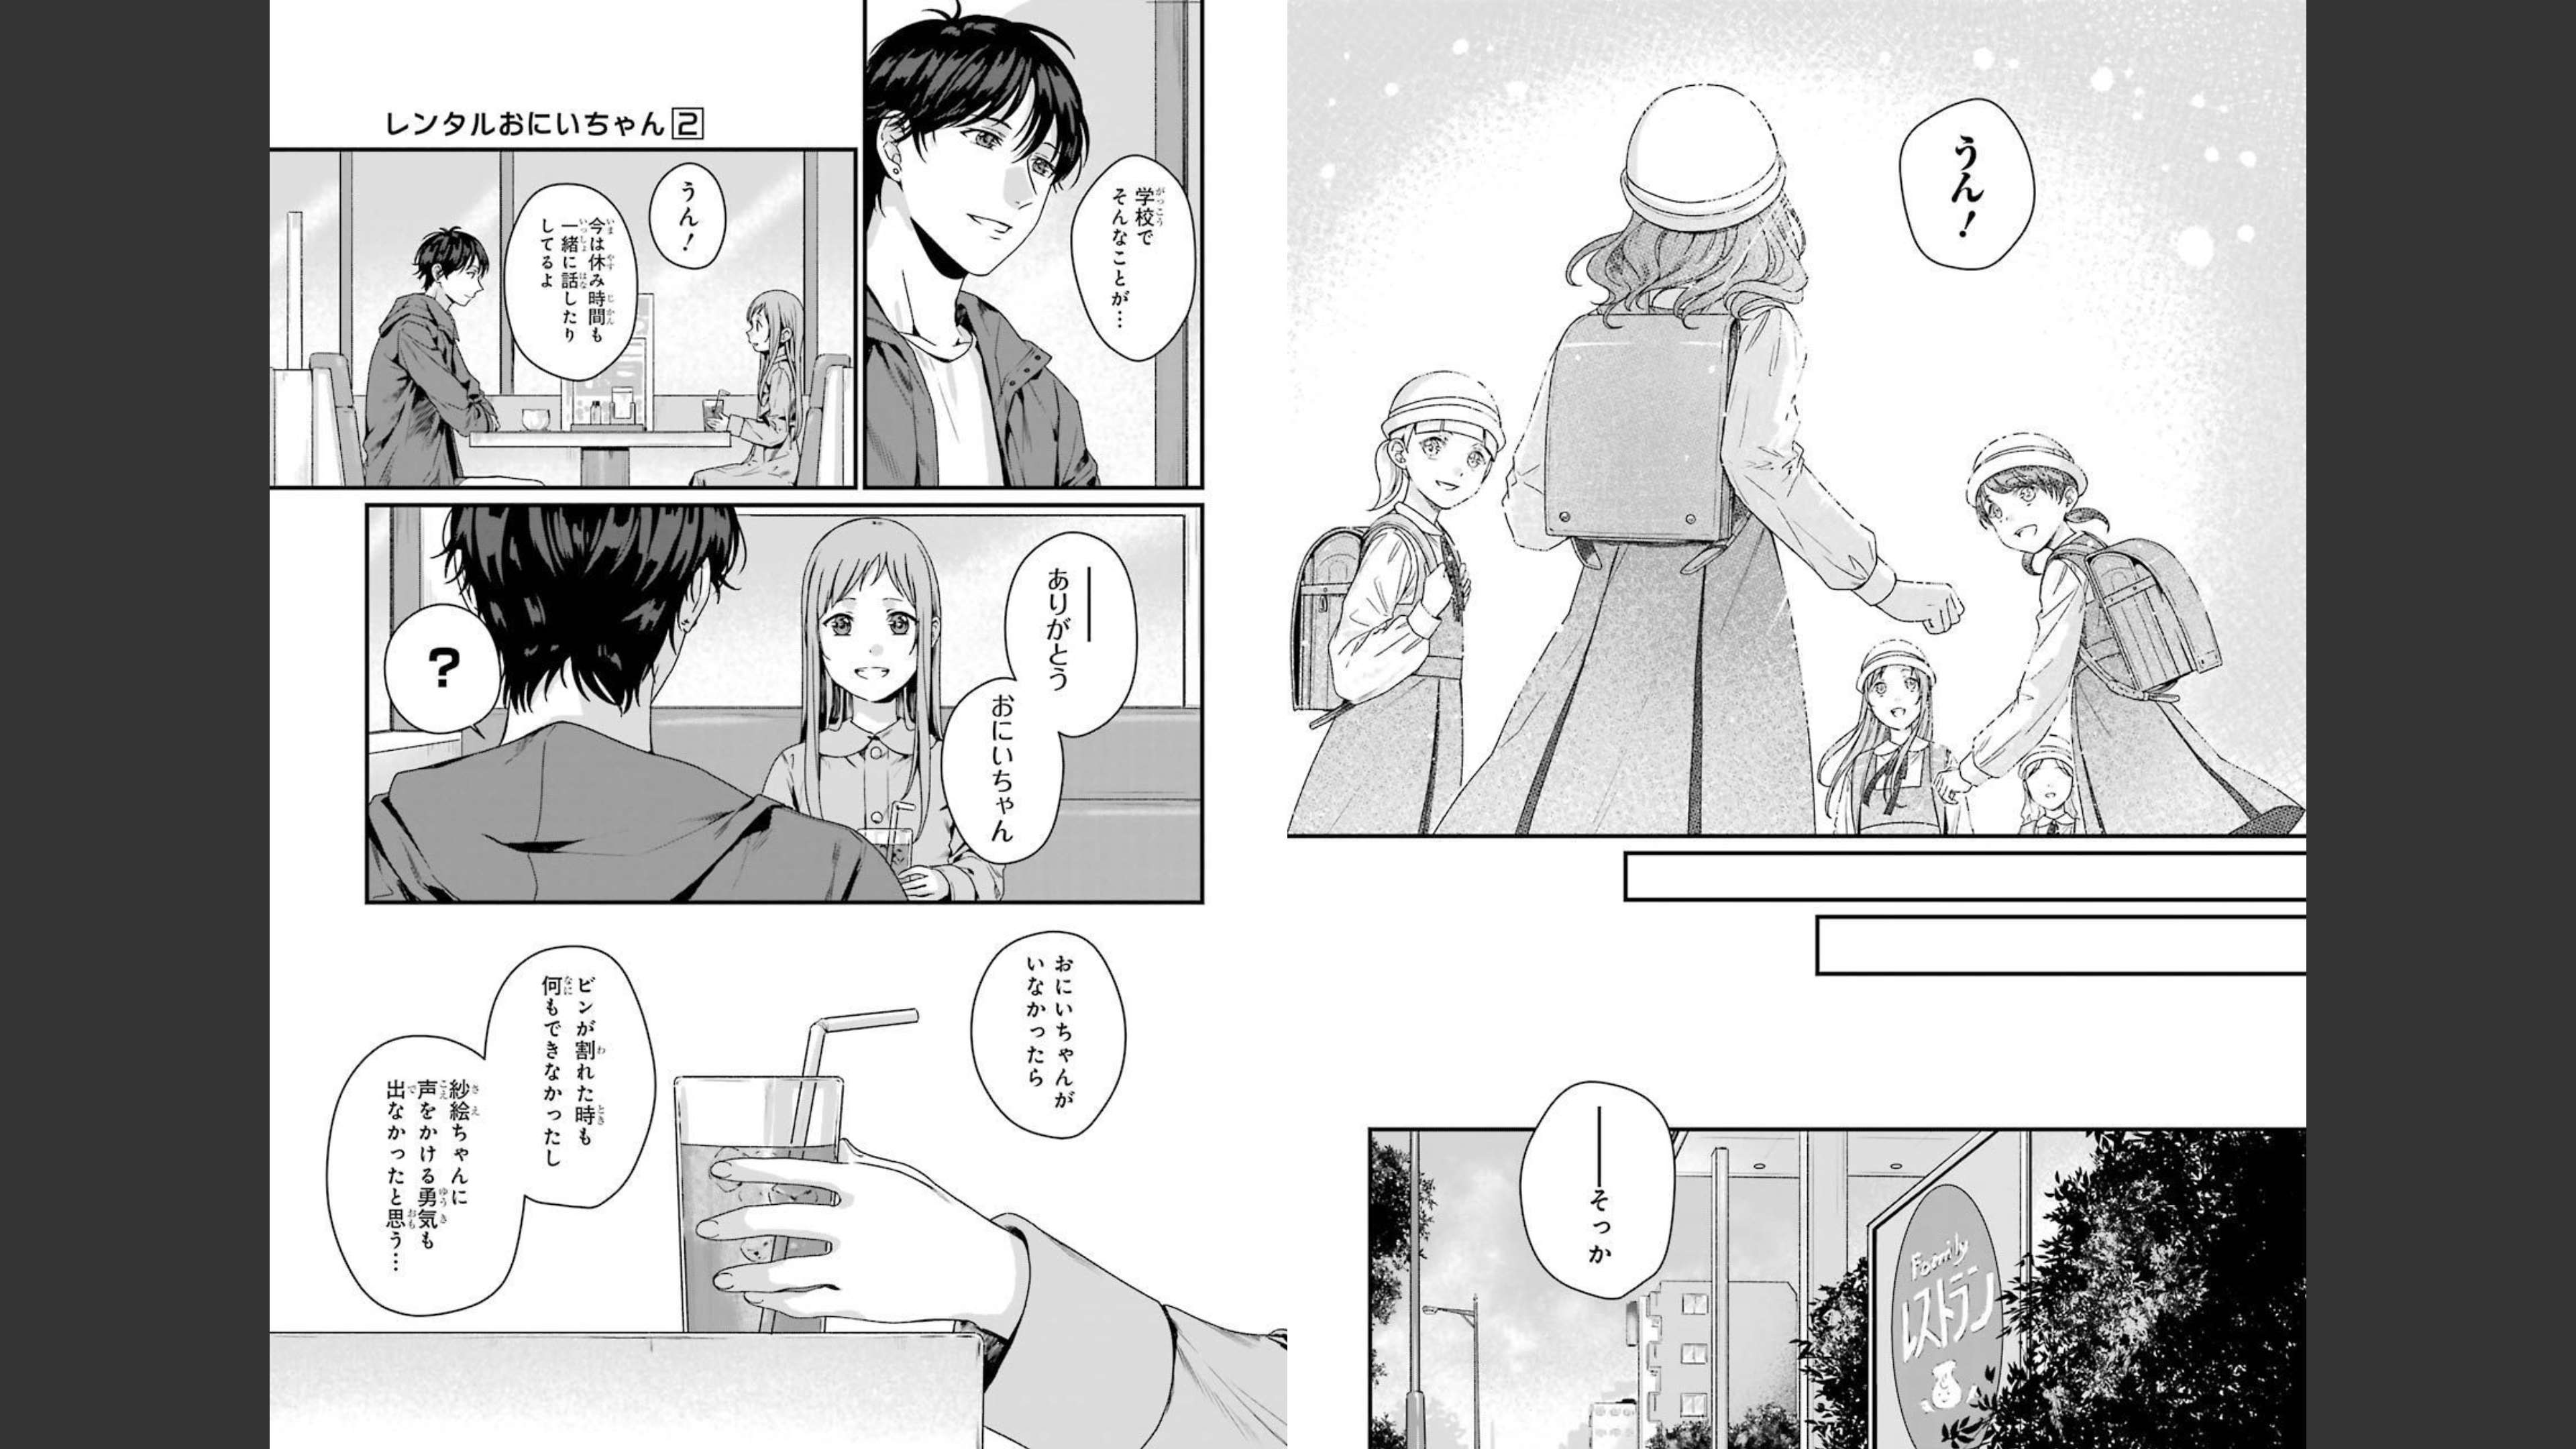 うん！
――そっか
Family
レストラン
レンタルおにいちゃん2
学校で
そんなことが…
うん！
今は休み時間も
一緒に話したり
してるよ
――ありがとう
おにいちゃん
？
おにいちゃんが
いなかったら
ビンが割れた時も
何もできなかったし
紗絵ちゃんに
声をかける勇気も
出なかったと思う…